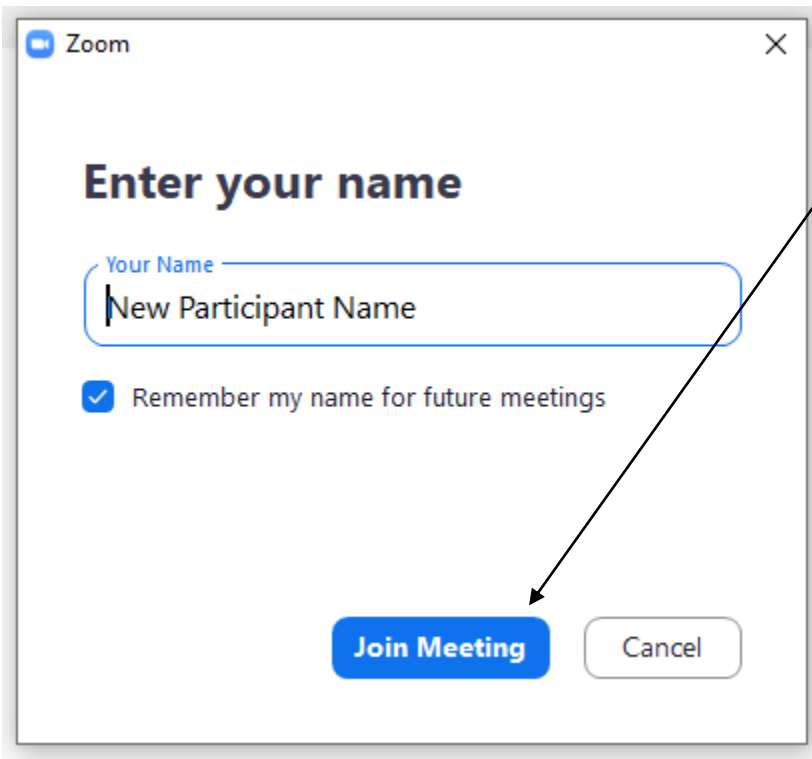 Zoom
Enter your name
Your Name
New Participant Name
Remember my name for future meetings
Join Meeting
Cancel